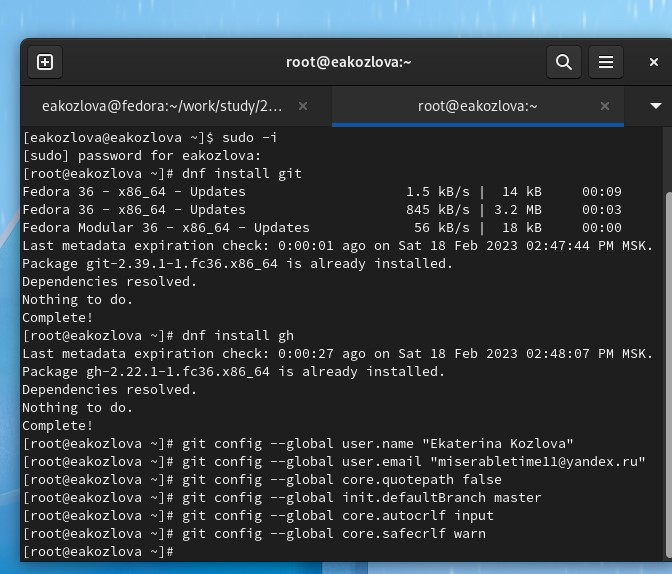 root@eakozlova:~
eakozlova@fedora:~/work/study/2...
root@eakozlova:~
[eakozlova@eakozlova ~]$ sudo -i
[sudo] password for eakozlova:
[root@eakozlova ~]# dnf install git
Fedora 36 - x86_64 - Updates 1.5 kB/s | 14 kB 00:09
Fedora 36 - x86_64 - Updates 845 kB/s | 3.2 MB 00:03
Fedora Modular 36 - x86_64 - Updates 56 kB/s | 18 kB 00:00
Last metadata expiration check: 0:00:01 ago on Sat 18 Feb 2023 02:47:44 PM MSK.
Package git-2.39.1-1.fc36.x86_64 is already installed.
Dependencies resolved.
Nothing to do.
Complete!
[root@eakozlova ~]# dnf install gh
Last metadata expiration check: 0:00:27 ago on Sat 18 Feb 2023 02:48:07 PM MSK.
Package gh-2.22.1-1.fc36.x86_64 is already installed.
Dependencies resolved.
Nothing to do.
Complete!
[root@eakozlova ~]# git config --global user.name "Ekaterina Kozlova"
[root@eakozlova ~]# git config --global user.email "miserabletime11@yandex.ru"
[root@eakozlova ~]# git config --global core.quotepath false
[root@eakozlova ~]# git config --global init.defaultBranch master
[root@eakozlova ~]# git config --global core.autocrlf input
[root@eakozlova ~]# git config --global core.safecrlf warn
[root@eakozlova ~]#